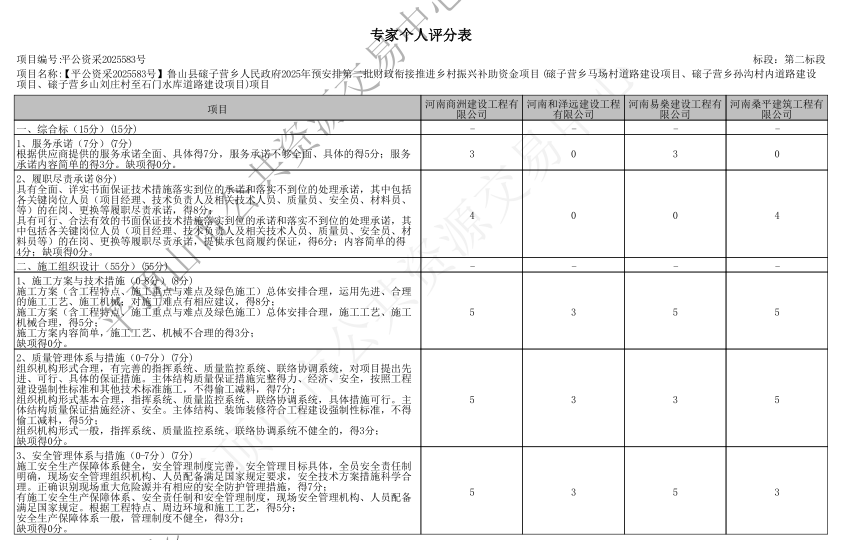 专家个人评分表
项目编号:平公资采2025583号 标段: 第二标段
项目名称:【平公资采2025583号】鲁山县磙子营乡人民政府2025年预安排第二批财政衔接推进乡村振兴补助资金项目(磙子营乡马场村道路建设项目、磙子营乡孙沟村内道路建设
项目、磙子营乡山刘庄村至石门水库道路建设项目)项目
项目 河南商洲建设工程有限公司 河南和泽远建设工程有限公司 河南易燊建设工程有限公司 河南桑平建筑工程有限公司
一、综合标（15分）(15分) – – – –
1、服务承诺（7分）(7分)
根据供应商提供的服务承诺全面、具体得7分，服务承诺不够全面、具体的得5分；服务
承诺内容简单的得3分。缺项得0分。
3 0 3 0
2、履职尽责承诺(8分)
具有全面、详实书面保证技术措施落实到位的承诺和落实不到位的处理承诺，其中包括
各关键岗位人员（项目经理、技术负责人及相关技术人员、质量员、安全员、材料员、
等）的在岗、更换等履职尽责承诺，得8分；
具有可行、合法有效的书面保证技术措施落实到位的承诺和落实不到位的处理承诺，其
中包括各关键岗位人员（项目经理、技术负责人及相关技术人员、质量员、安全员、材
料员等）的在岗、更换等履职尽责承诺，提供承包商履约保证，得6分；内容简单的得
4分；缺项得0分。
4 0 0 4
二、施工组织设计（55分）(55分) – – – –
1、施工方案与技术措施（0-8分）(8分)
施工方案（含工程特点、施工重点与难点及绿色施工）总体安排合理，运用先进、合理
的施工工艺、施工机械；对施工难点有相应建议，得8分；
施工方案（含工程特点、施工重点与难点及绿色施工）总体安排合理，施工工艺、施工
机械合理，得5分；
施工方案内容简单，施工工艺、机械不合理的得3分；
缺项得0分。
5 3 5 5
2、质量管理体系与措施（0-7分）(7分)
组织机构形式合理，有完善的指挥系统、质量监控系统、联络协调系统，对项目提出先
进、可行、具体的保证措施。主体结构质量保证措施完整得力、经济、安全，按照工程
建设强制性标准和其他技术标准施工，不得偷工减料，得7分；
组织机构形式基本合理，指挥系统、质量监控系统、联络协调系统，具体措施可行。主
体结构质量保证措施经济、安全。主体结构、装饰装修符合工程建设强制性标准，不得
偷工减料，得5分；
组织机构形式一般，指挥系统、质量监控系统、联络协调系统不健全的，得3分；
缺项得0分。
5 3 3 5
3、安全管理体系与措施（0-7分）(7分)
施工安全生产保障体系健全，安全管理制度完善，安全管理目标具体，全员安全责任制
明确，现场安全管理组织机构、人员配备满足国家规定要求，安全技术方案措施科学合
理。正确识别现场重大危险源并有相应的安全防护管理措施，得7分；
有施工安全生产保障体系、安全责任制和安全管理制度，现场安全管理机构、人员配备
满足国家规定。根据工程特点、周边环境和施工工艺，得5分；
安全生产保障体系一般，管理制度不健全，得3分；
缺项得0分。
5 3 5 3
平顶山市公共资源交易中心